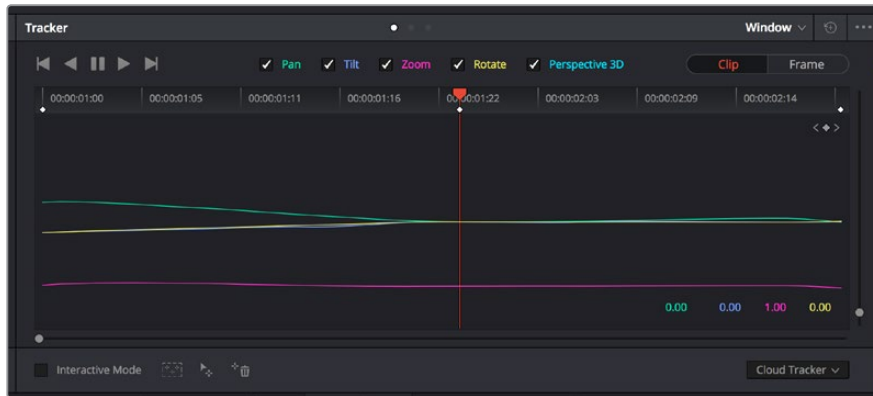 Tracker
Window
Pan Tilt Zoom Rotate Perspective 3D
Clip Frame
00:00:01:00 00:00:01:05 00:00:01:11 00:00:01:16 00:00:01:22 00:00:02:03 00:00:02:09 00:00:02:14
0.00 0.00 1.00 0.00
Interactive Mode
Cloud Tracker